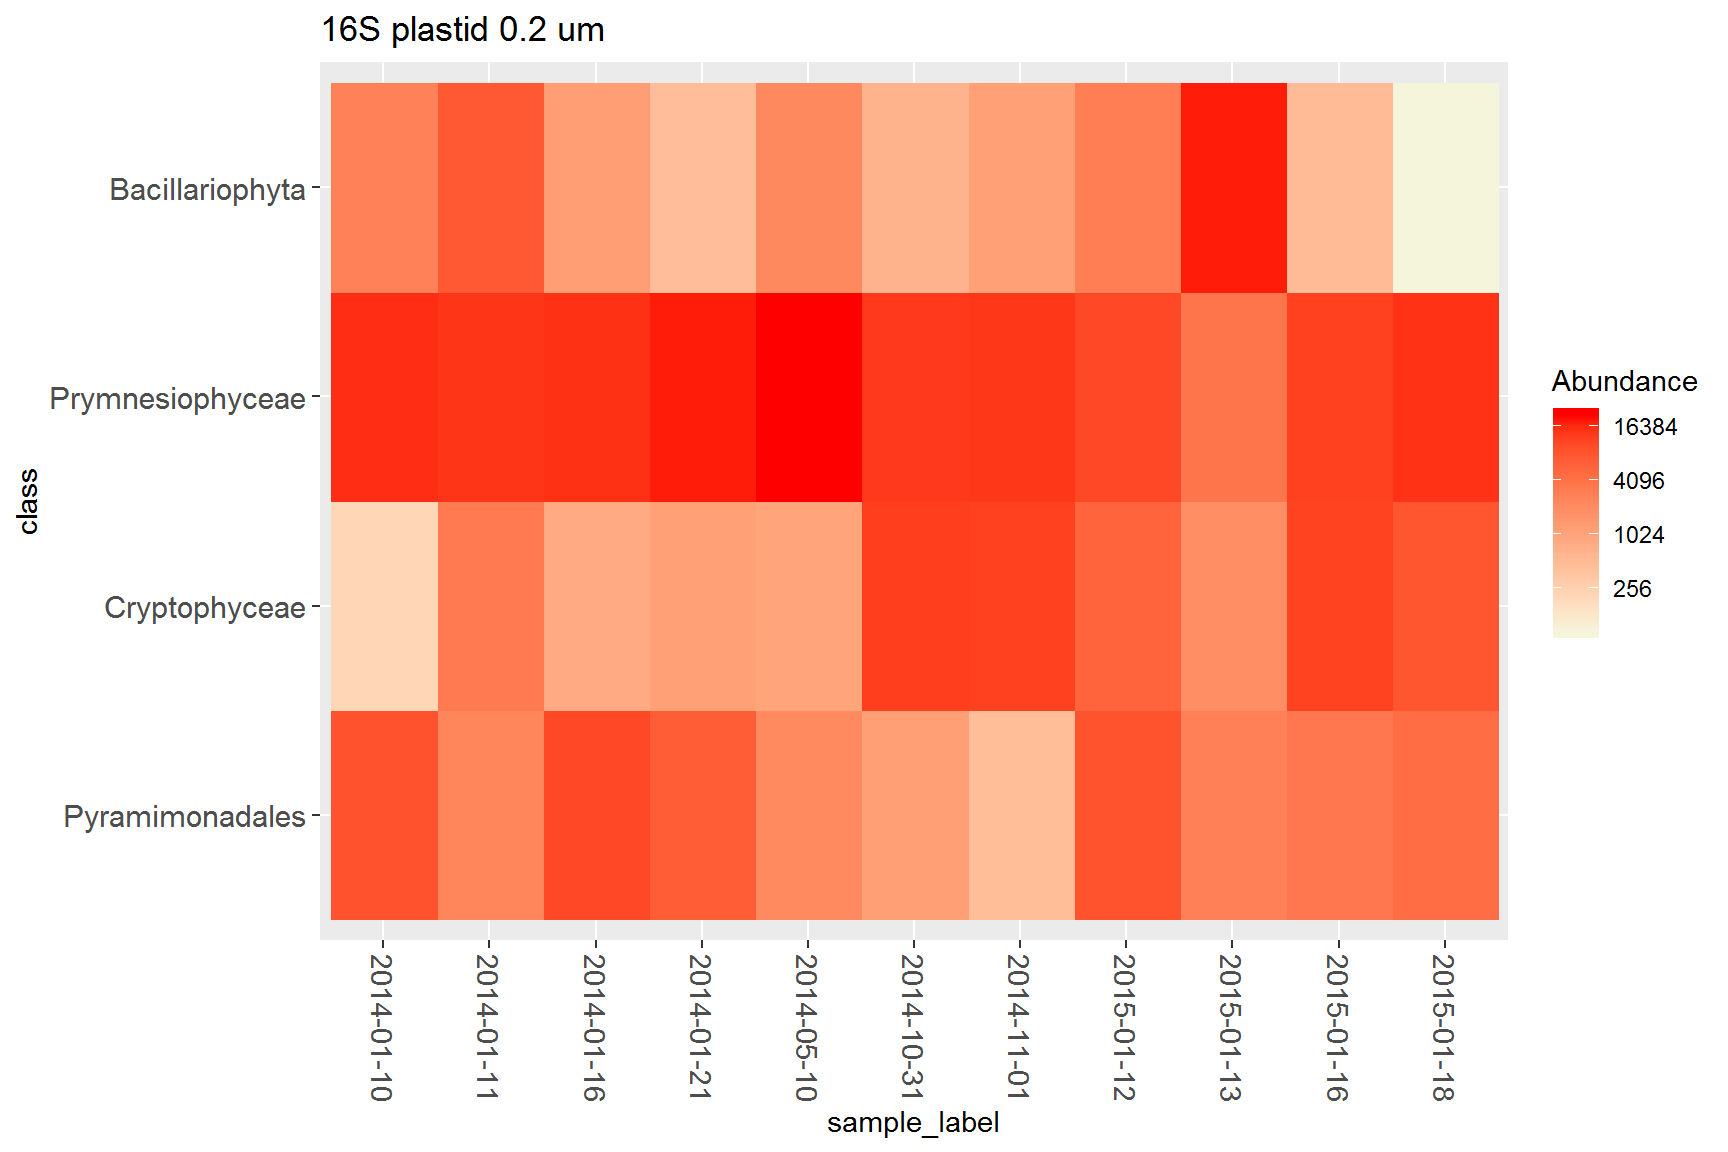 16S plastid 0.2 um
Bacillariophyta
Prymnesiophyceae
Cryptophyceae
Pyramimonadales
class
2014-01-10
2014-01-11
2014-01-16
2014-01-21
2014-05-10
2014-10-31
2014-11-01
2015-01-12
2015-01-13
2015-01-16
2015-01-18
sample_label
Abundance
16384
4096
1024
256